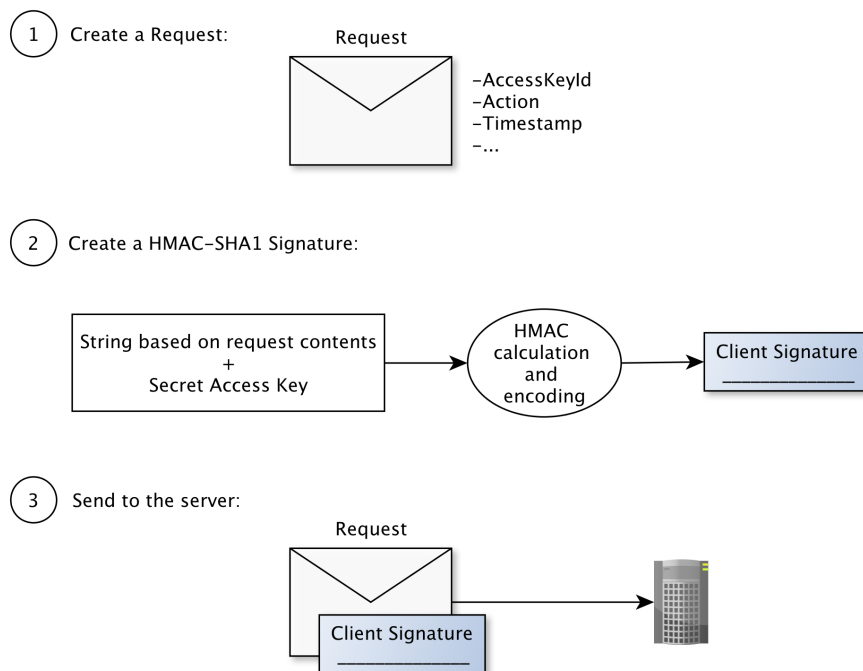 1
Create a Request:
Request
-AccessKeyId
-Action
-Timestamp
-...
2
Create a HMAC-SHA1 Signature:
String based on request contents
+
Secret Access Key
HMAC
calculation
and
encoding
Client Signature
3
Send to the server:
Request
Client Signature